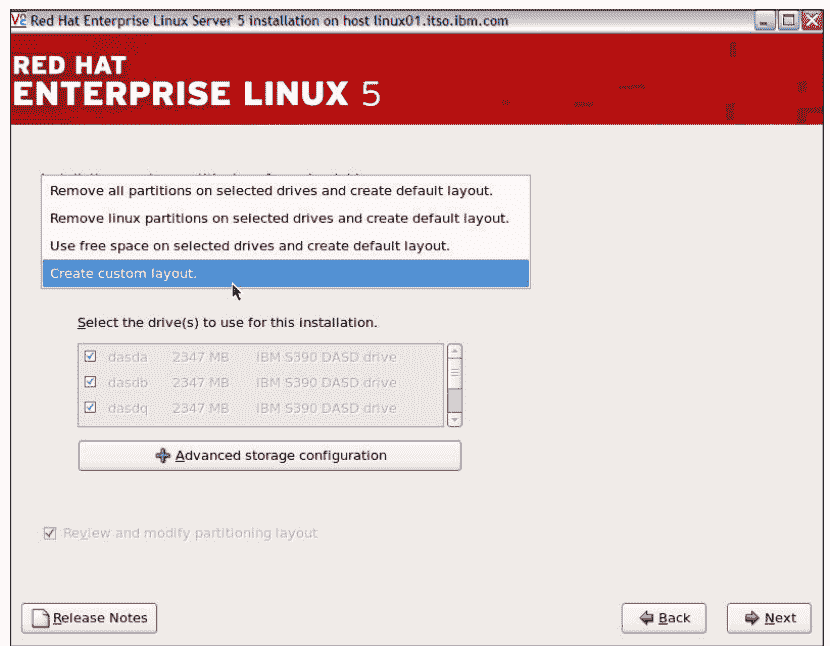 Red Hat Enterprise Linux Server 5 installation on host linux01.itso.ibm.com
RED HAT
ENTERPRISE LINUX 5
Remove all partitions on selected drives and create default layout.
Remove linux partitions on selected drives and create default layout.
Use free space on selected drives and create default layout.
Create custom layout.
Select the drive(s) to use for this installation.
dasda 2347 MB IBM S390 DASD drive
dasdb 2347 MB IBM S390 DASD drive
dasdq 2347 MB IBM S390 DASD drive
Advanced storage configuration
Review and modify partitioning layout
Release Notes
Back
Next